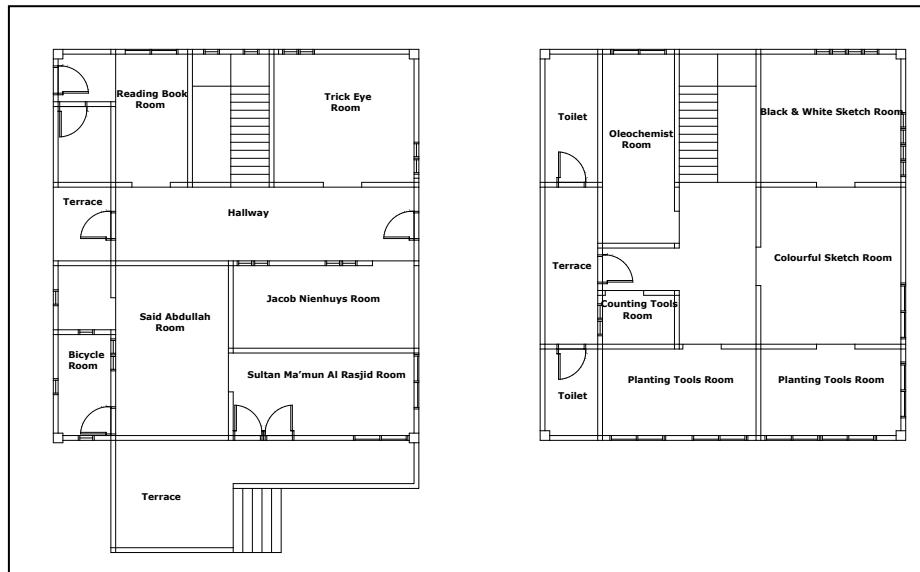 Reading Book
Room
Trick Eye
Room
Terrace
Hallway
Jacob Nienhuys Room
Said Abdullah
Room
Bicycle
Room
Sultan Ma'mun Al Rasjid Room
Terrace
Toilet
Oleochemist
Room
Black & White Sketch Room
Terrace
Colourful Sketch Room
Counting Tools
Room
Planting Tools Room
Planting Tools Room
Toilet